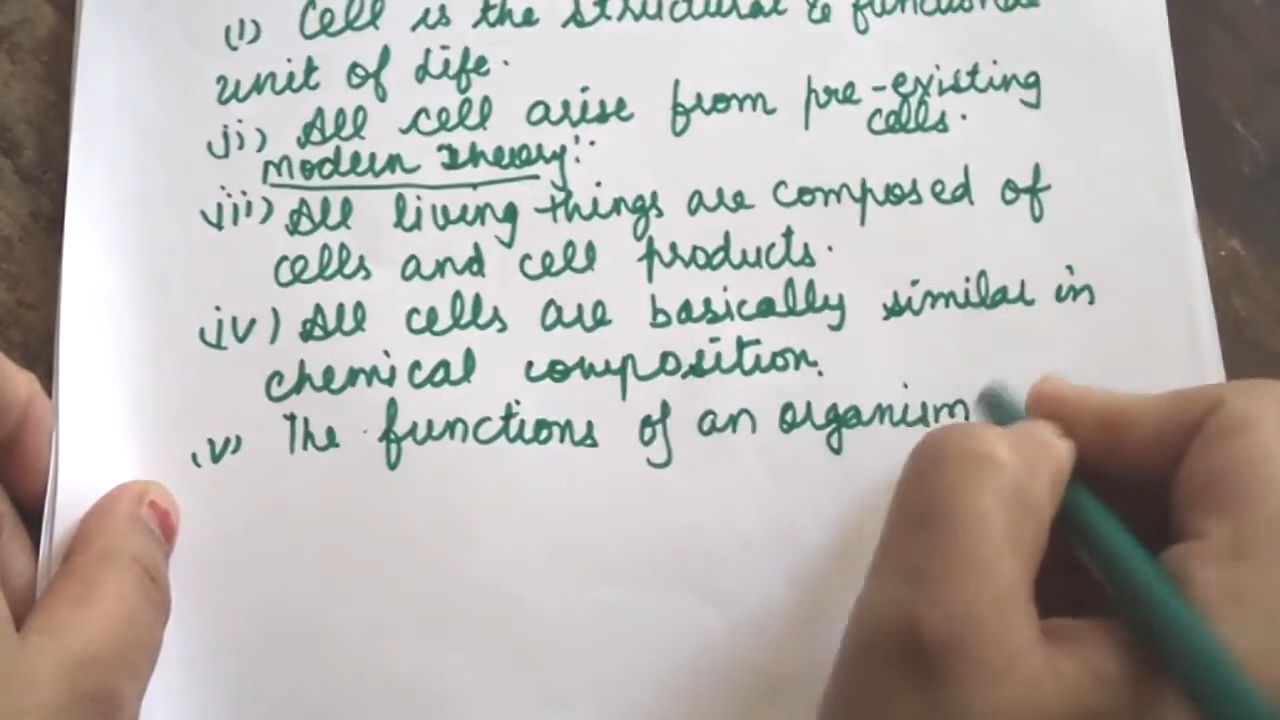 (i) Cell is the structural & functional
unit of life.
ii) All cell arise from pre-existing
cells.
Modern Theory:
iii) All living things are composed of
cells and cell products.
iv) All cells are basically similar in
chemical composition.
v) The functions of an organism